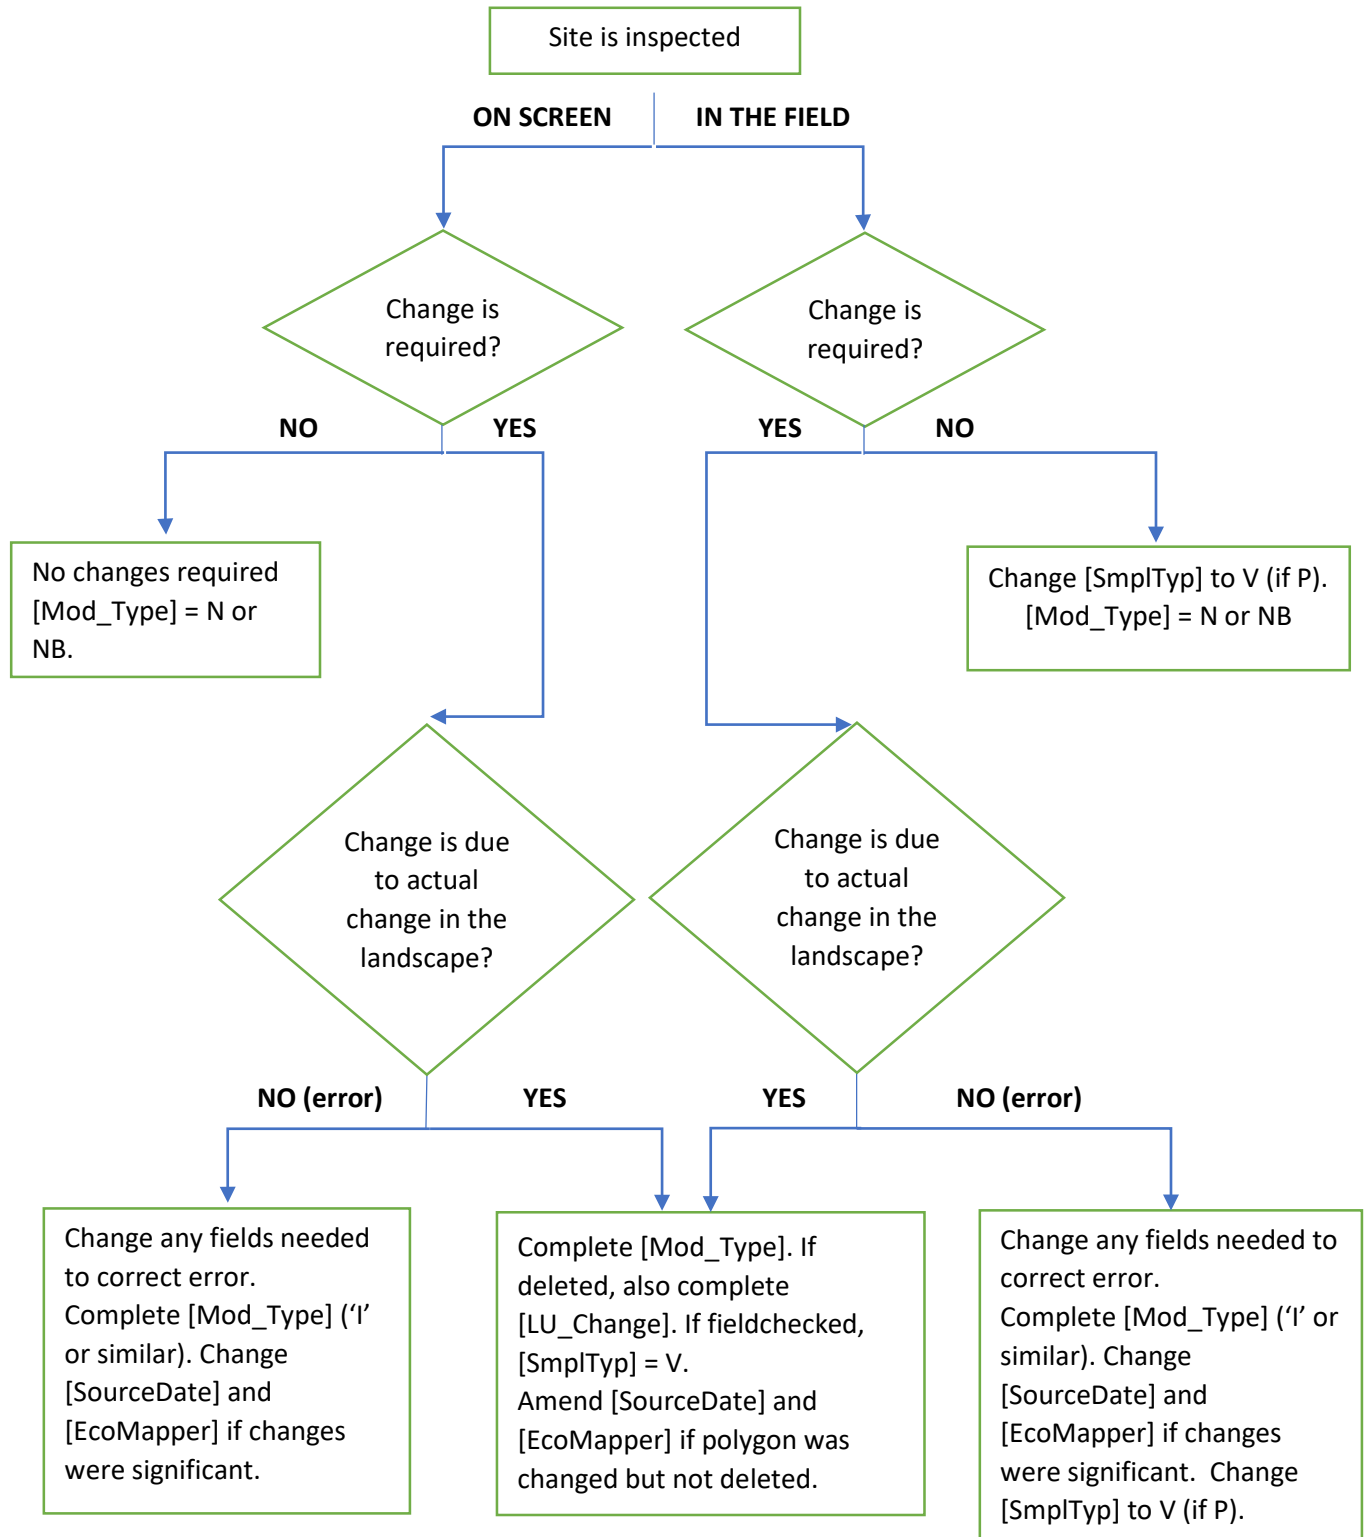 Site is inspected
ON SCREEN
IN THE FIELD
Change is
required?
Change is
required?
NO
YES
YES
NO
No changes required
[Mod_Type] = N or
NB.
Change [SmplTyp] to V (if P).
[Mod_Type] = N or NB
Change is due
to actual
change in the
landscape?
Change is due
to actual
change in the
landscape?
NO (error)
YES
YES
NO (error)
Change any fields needed
to correct error.
Complete [Mod_Type] (‘I’
or similar). Change
[SourceDate] and
[EcoMapper] if changes
were significant.
Complete [Mod_Type]. If
deleted, also complete
[LU_Change]. If fieldchecked,
[SmplTyp] = V.
Amend [SourceDate] and
[EcoMapper] if polygon was
changed but not deleted.
Change any fields needed to
correct error.
Complete [Mod_Type] (‘I’ or
similar). Change
[SourceDate] and
[EcoMapper] if changes
were significant.  Change
[SmplTyp] to V (if P).